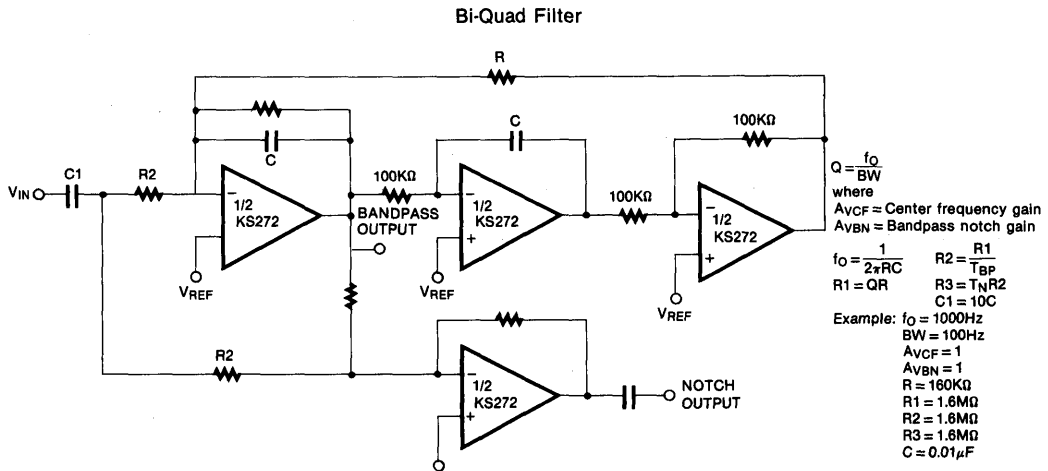 Bi-Quad Filter
R
C
100KΩ
C
100KΩ
C1
R2
VIN
1/2
KS272
100KΩ
BANDPASS
OUTPUT
1/2
KS272
100KΩ
1/2
KS272
VREF
VREF
VREF
R2
1/2
KS272
NOTCH
OUTPUT
Q = fO/BW
where
AVCF = Center frequency gain
AVBN = Bandpass notch gain
fO = 1/2πRC R2 = R1/TBP
R1 = QR R3 = TNR2
C1 = 10C
Example: fO = 1000Hz
BW = 100Hz
AVCF = 1
AVBN = 1
R = 160KΩ
R1 = 1.6MΩ
R2 = 1.6MΩ
R3 = 1.6MΩ
C = 0.01μF